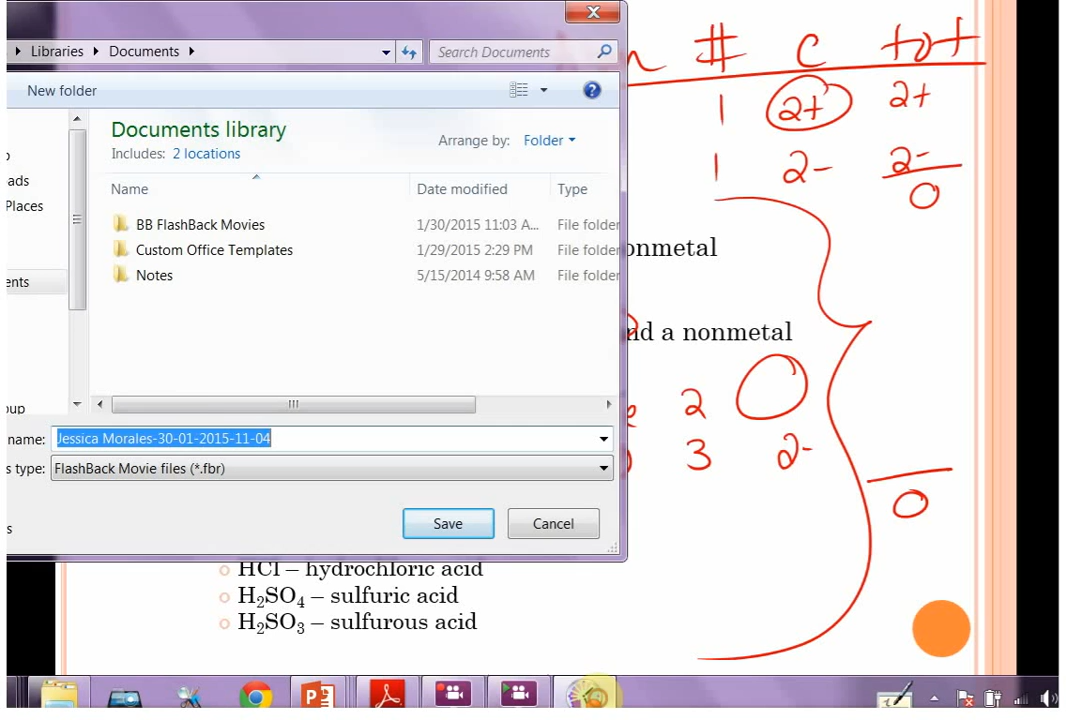 Libraries Documents Search Documents
# C tot
New folder
1 2+ 2+
Documents library
Includes: 2 locations
Arrange by: Folder
1 2- 2-
0
ads
Places
Name Date modified Type
BB FlashBack Movies 1/30/2015 11:03 A... File folder
Custom Office Templates 1/29/2015 2:29 PM File folder
Notes 5/15/2014 9:58 AM File folder
ents
onmetal
nd a nonmetal
2
oup
name: Jessica Morales-30-01-2015-11-04
3 2-
s type: FlashBack Movie files (*.fbr)
0
s
Save Cancel
HCl – hydrochloric acid
H₂SO₄ – sulfuric acid
H₂SO₃ – sulfurous acid